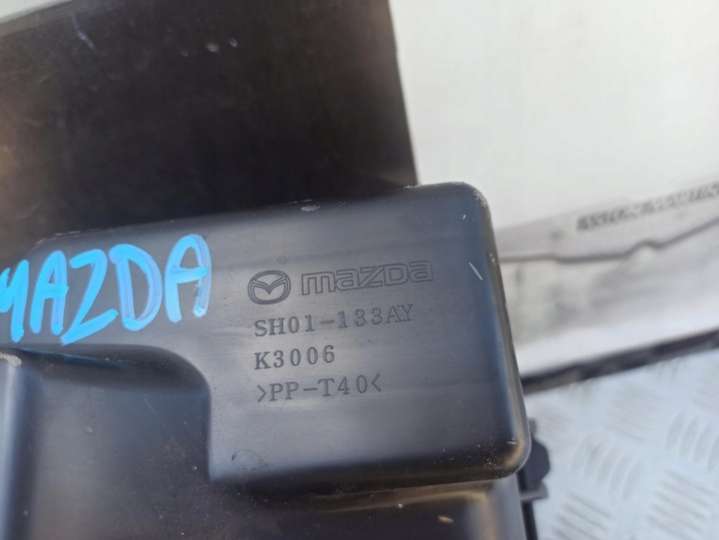 MAZDA
mazda
SH01-133AY
K3006
>PP-T40<